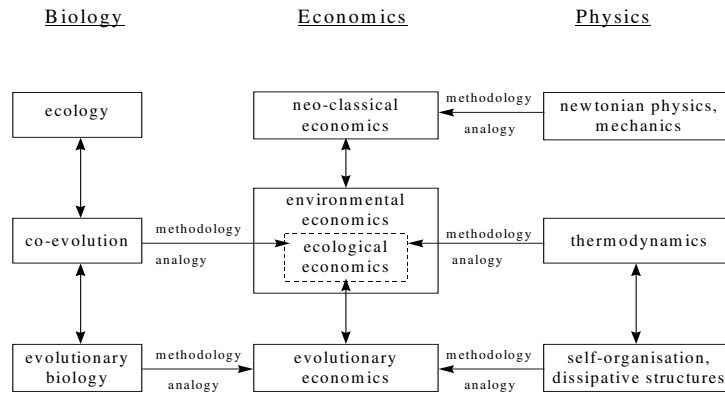 Biology Economics Physics
ecology
neo-classical
economics
methodology
analogy
newtonian physics,
mechanics
co-evolution
methodology
analogy
environmental
economics
ecological
economics
methodology
analogy
thermodynamics
evolutionary
biology
methodology
analogy
evolutionary
economics
methodology
analogy
self-organisation,
dissipative structures